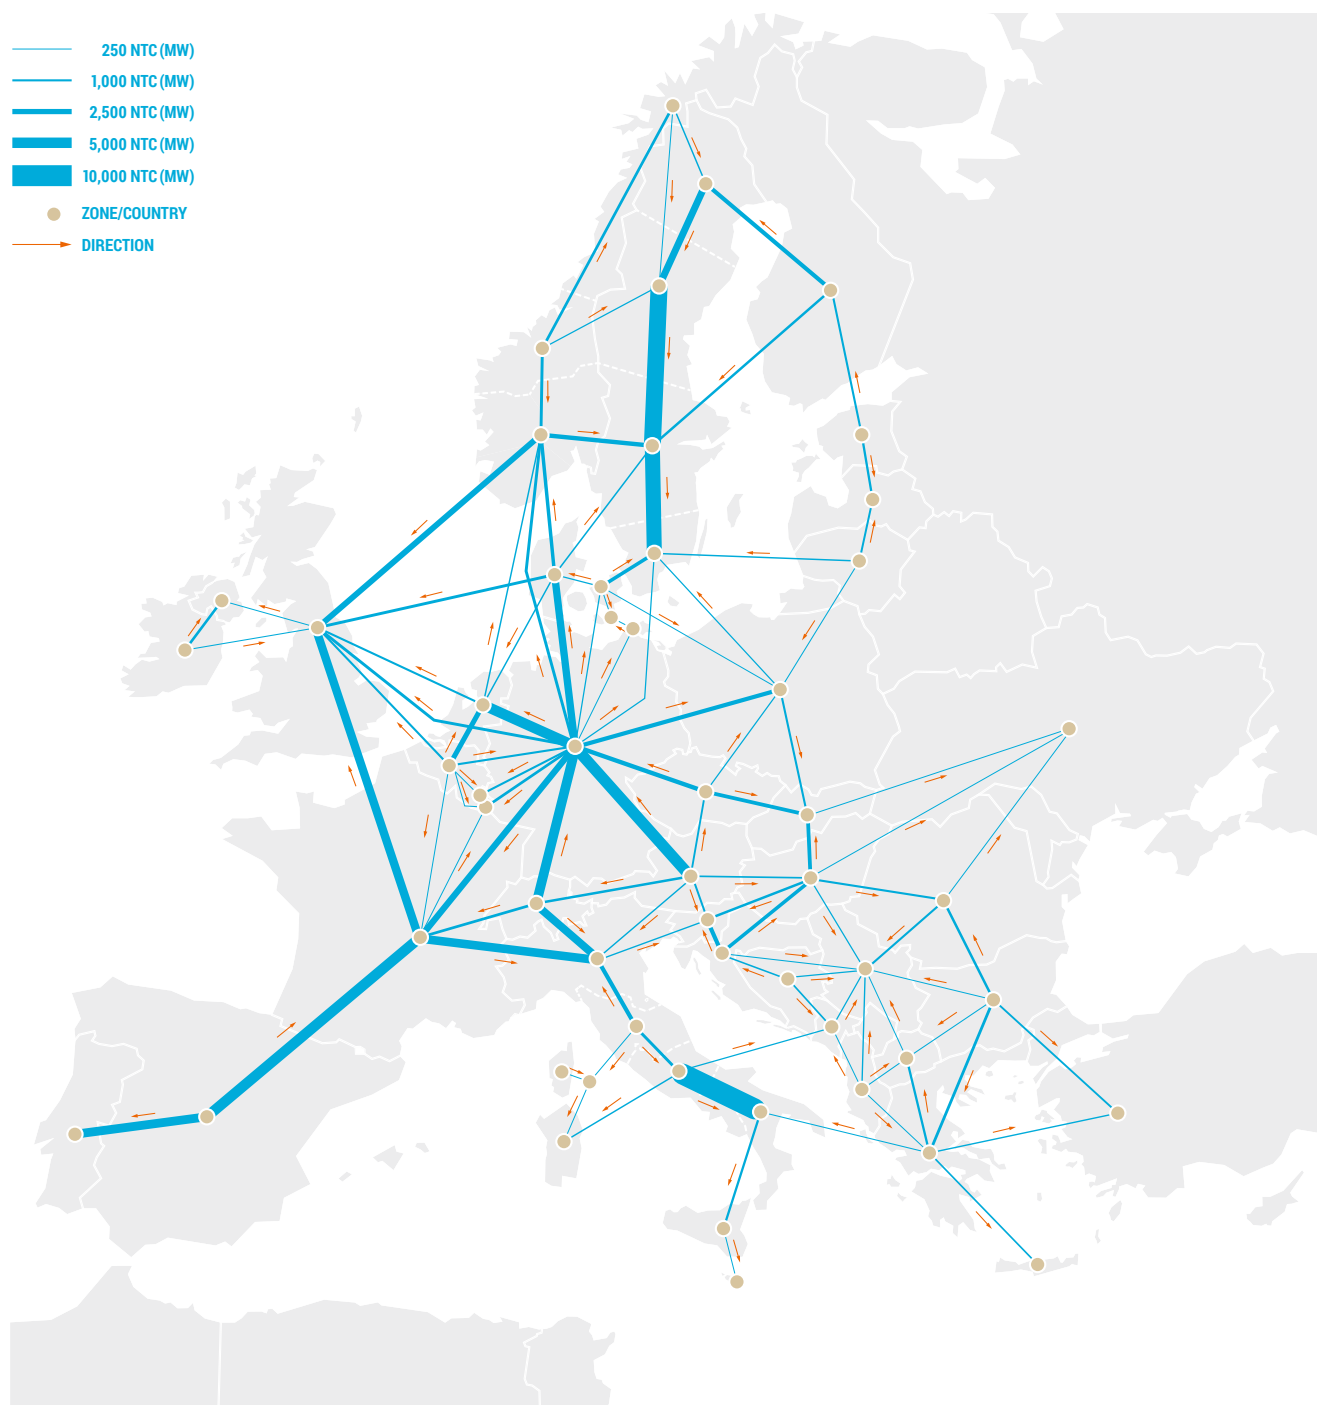 250 NTC (MW)
1,000 NTC (MW)
2,500 NTC (MW)
5,000 NTC (MW)
10,000 NTC (MW)
ZONE/COUNTRY
DIRECTION